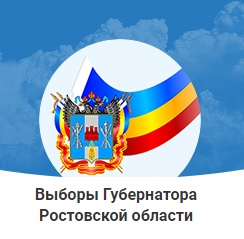 Выборы Губернатора
Ростовской области